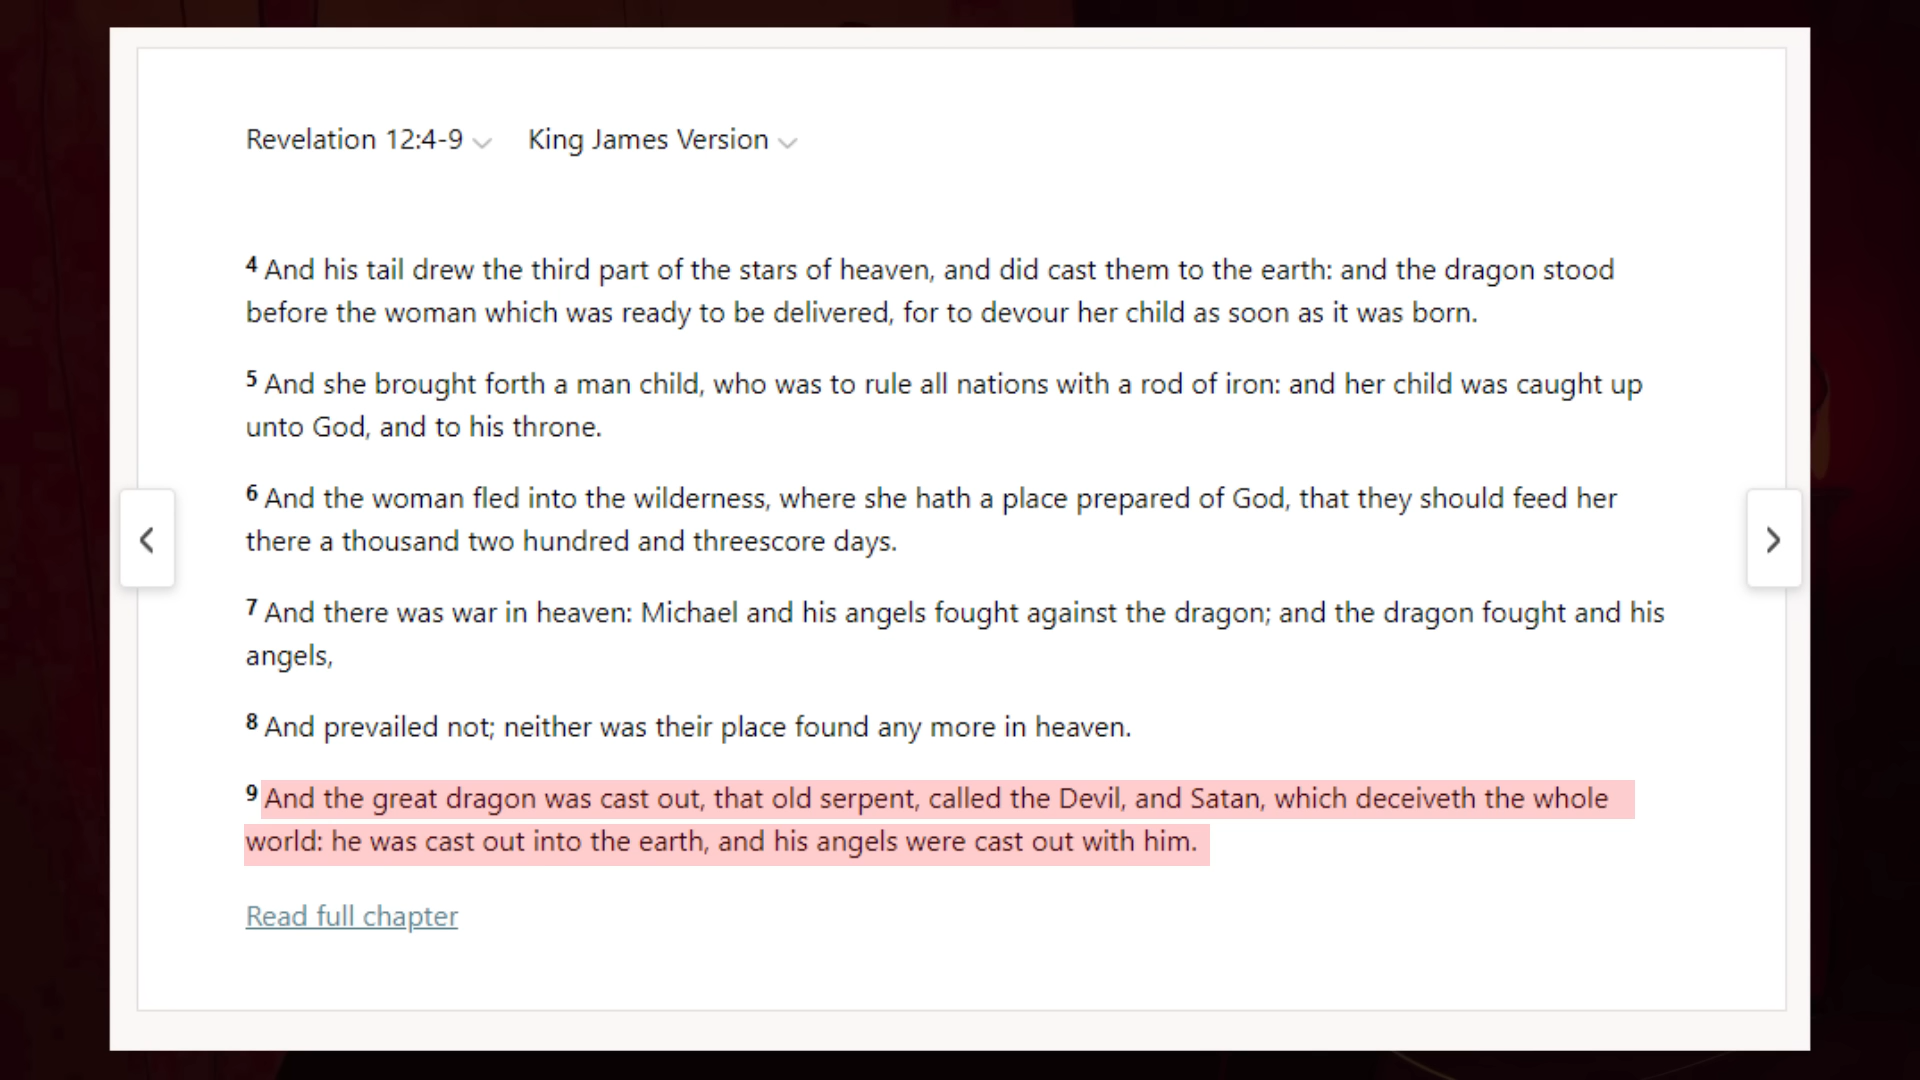 Revelation 12:4-9 King James Version
4 And his tail drew the third part of the stars of heaven, and did cast them to the earth: and the dragon stood
before the woman which was ready to be delivered, for to devour her child as soon as it was born.
5 And she brought forth a man child, who was to rule all nations with a rod of iron: and her child was caught up
unto God, and to his throne.
6 And the woman fled into the wilderness, where she hath a place prepared of God, that they should feed her
there a thousand two hundred and threescore days.
7 And there was war in heaven: Michael and his angels fought against the dragon; and the dragon fought and his
angels,
8 And prevailed not; neither was their place found any more in heaven.
9 And the great dragon was cast out, that old serpent, called the Devil, and Satan, which deceiveth the whole
world: he was cast out into the earth, and his angels were cast out with him.
Read full chapter